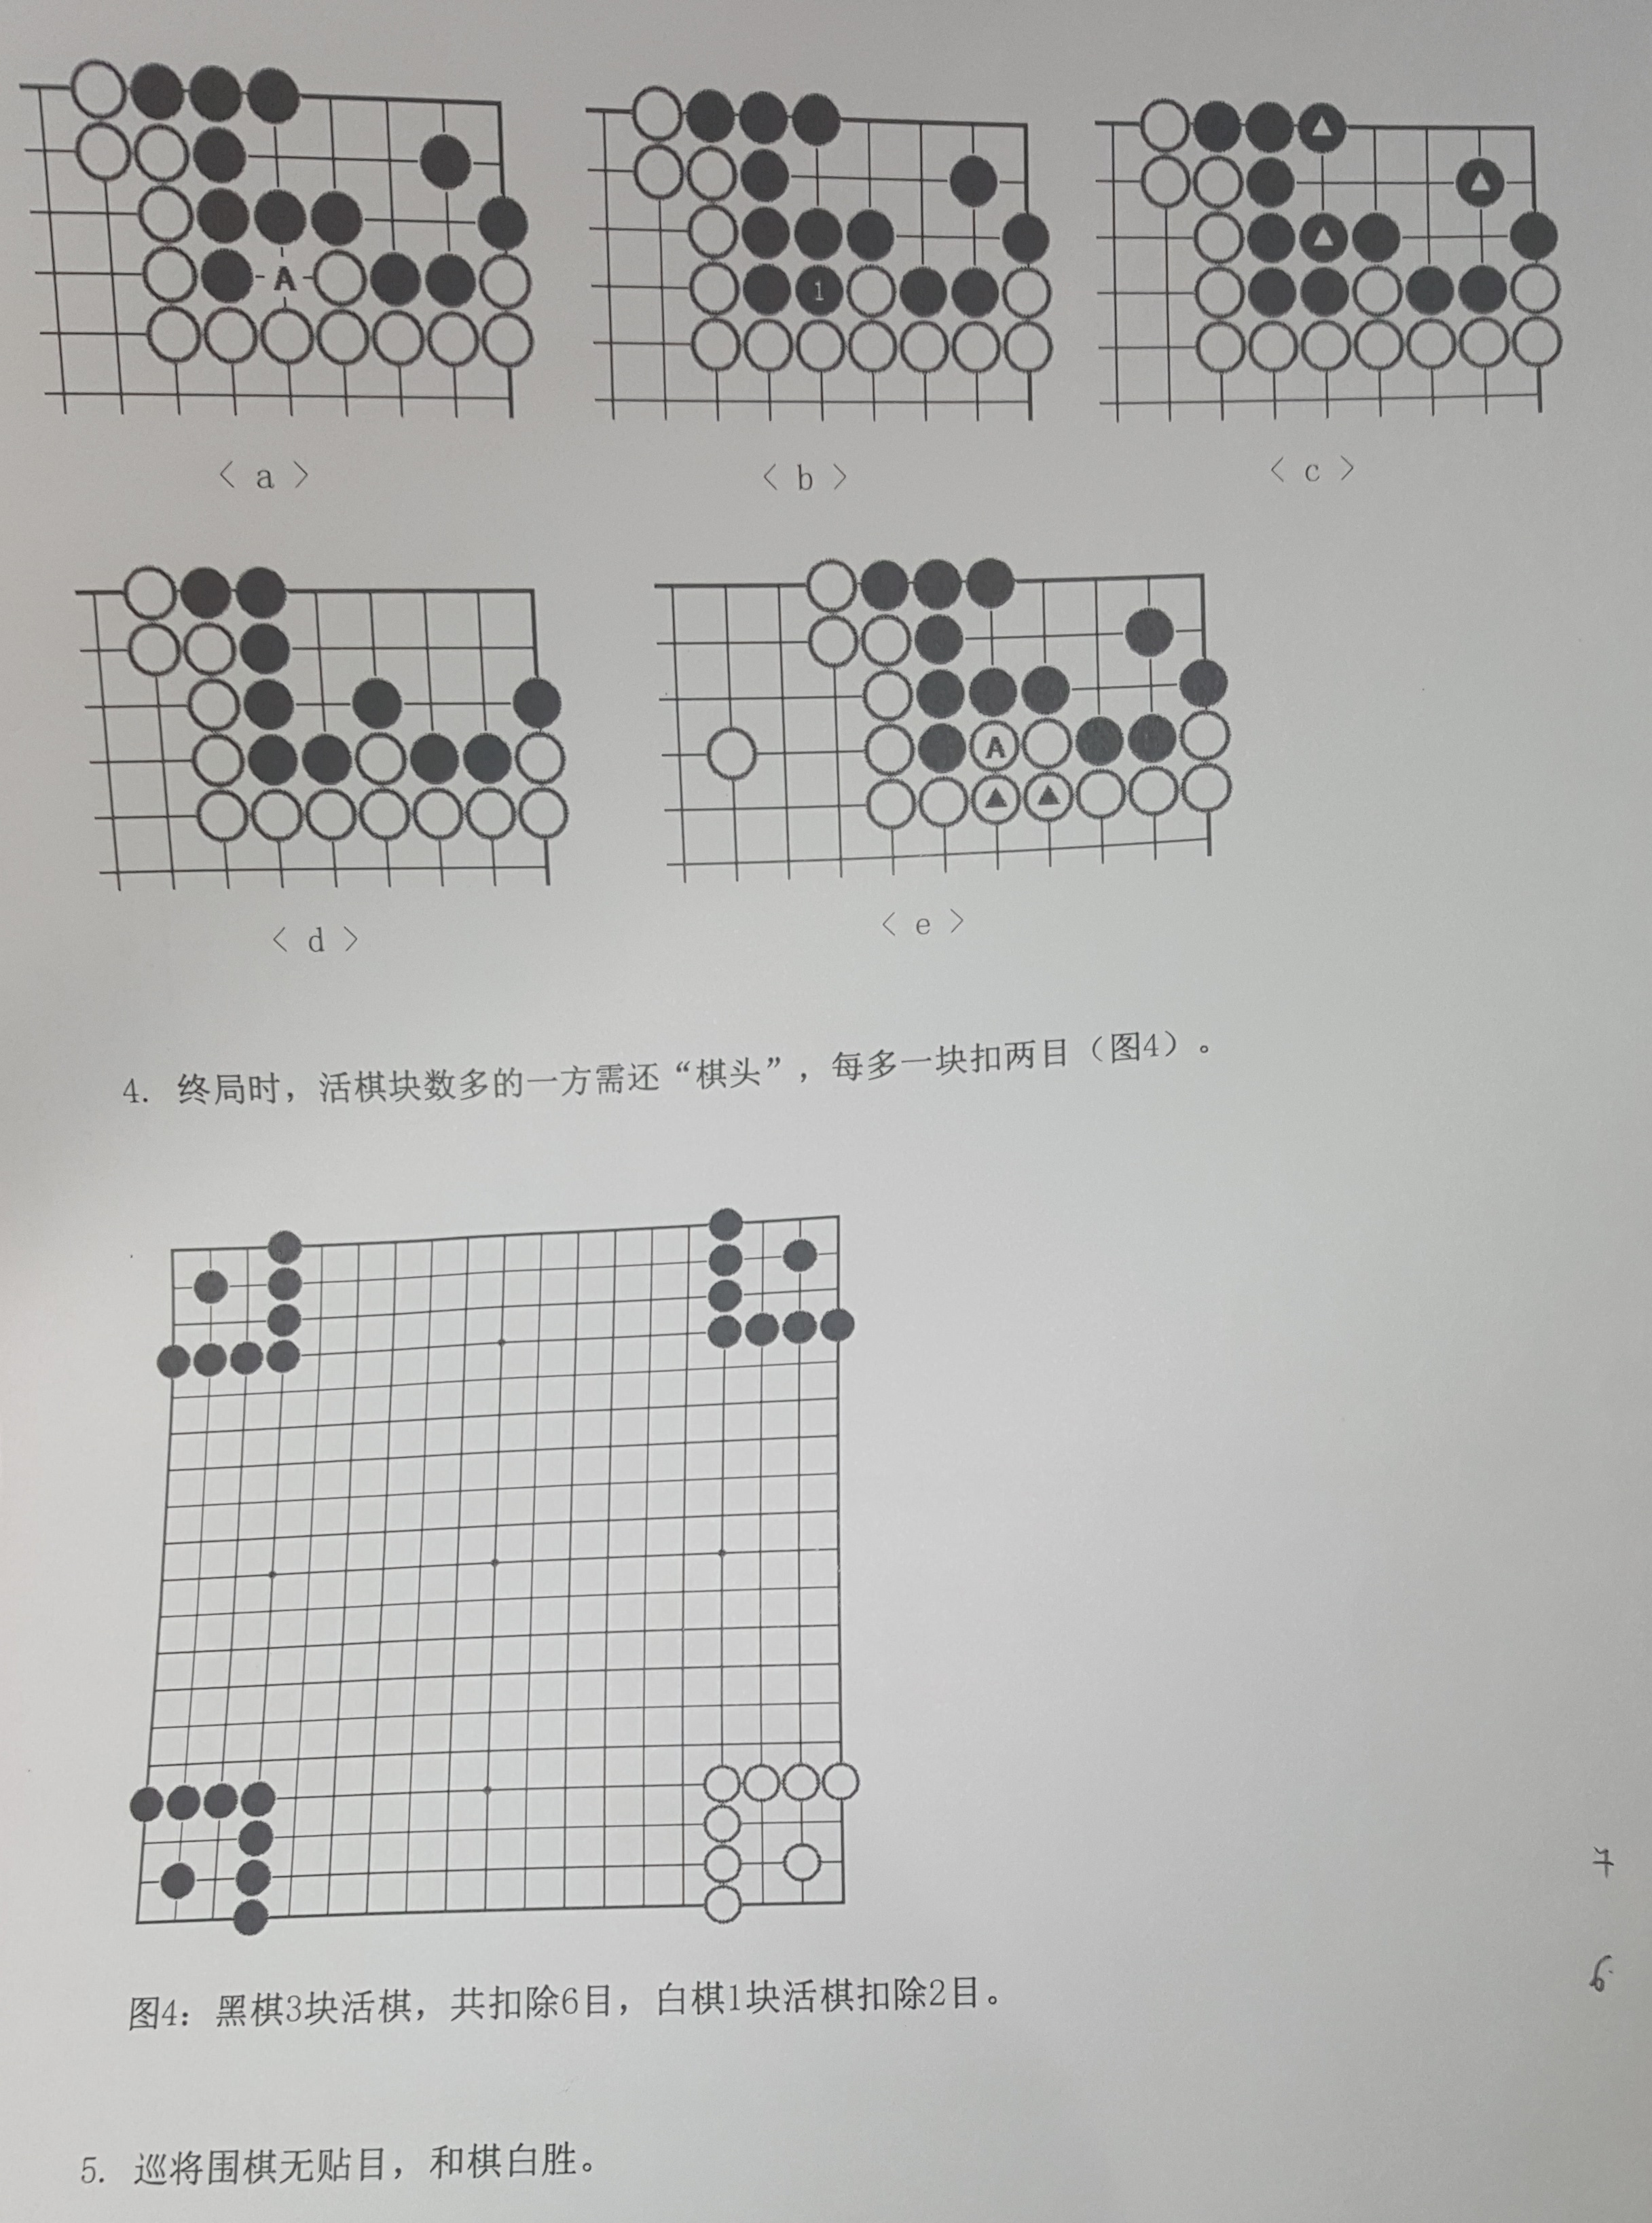 A
1
< a >
< b >
< c >
A
< d >
< e >
4. 终局时，活棋块数多的一方需还“棋头”，每多一块扣两目（图4）。
7
6
图4：黑棋3块活棋，共扣除6目，白棋1块活棋扣除2目。
5. 巡将围棋无贴目，和棋白胜。